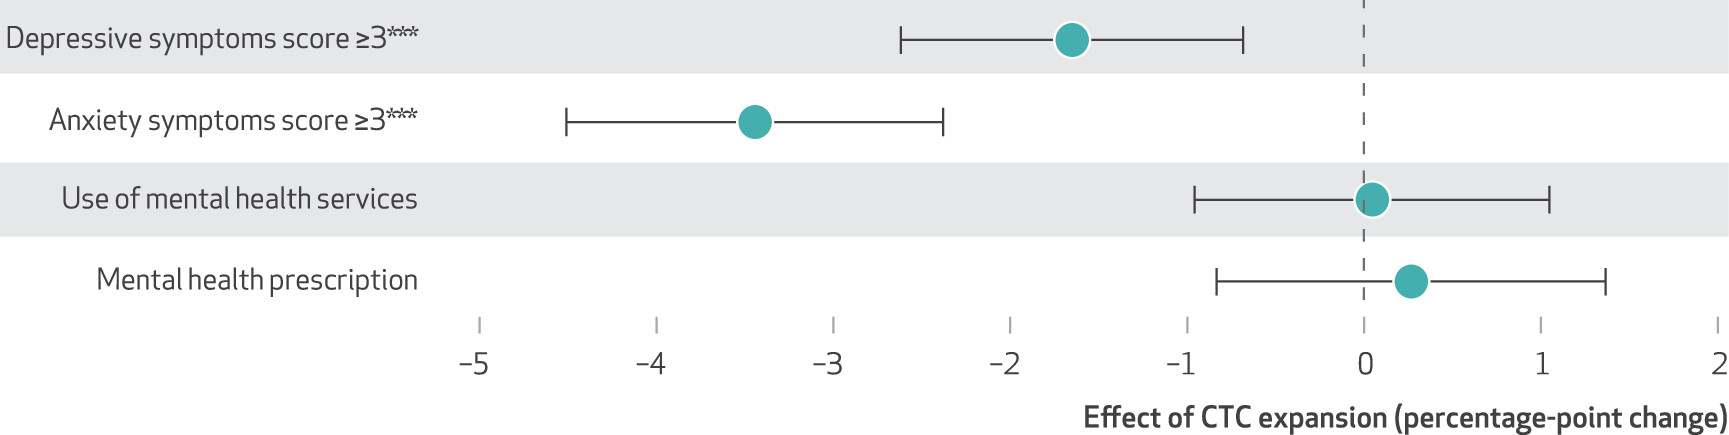 Depressive symptoms score ≥3***
Anxiety symptoms score ≥3***
Use of mental health services
Mental health prescription
−5 −4 −3 −2 −1 0 1 2
Effect of CTC expansion (percentage-point change)